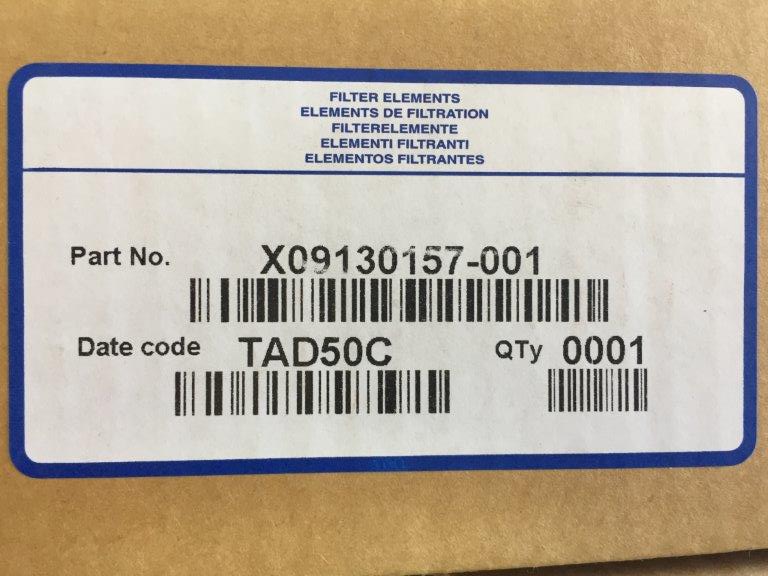 FILTER ELEMENTS
ELEMENTS DE FILTRATION
FILTERELEMENTE
ELEMENTI FILTRANTI
ELEMENTOS FILTRANTES
Part No. X09130157-001
Date code TAD50C QTy 0001